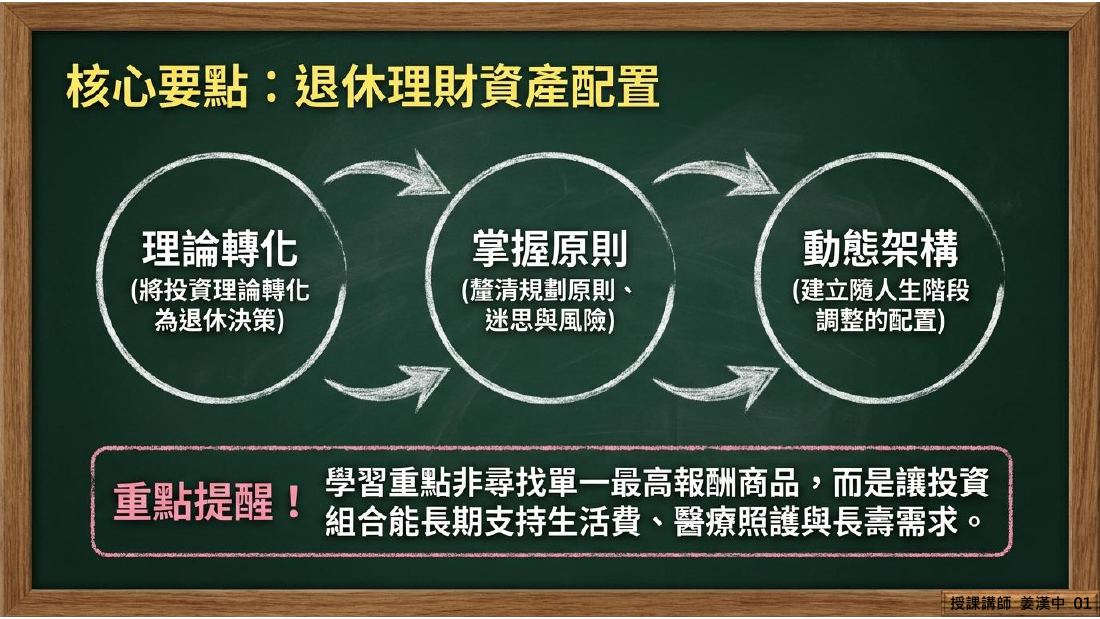 核心要點：退休理財資產配置
理論轉化
(將投資理論轉化
為退休決策)
掌握原則
(釐清規劃原則、
迷思與風險)
動態架構
(建立隨人生階段
調整的配置)
重點提醒！
學習重點非尋找單一最高報酬商品，而是讓投資
組合能長期支持生活費、醫療照護與長壽需求。
授課講師 姜漢中 01